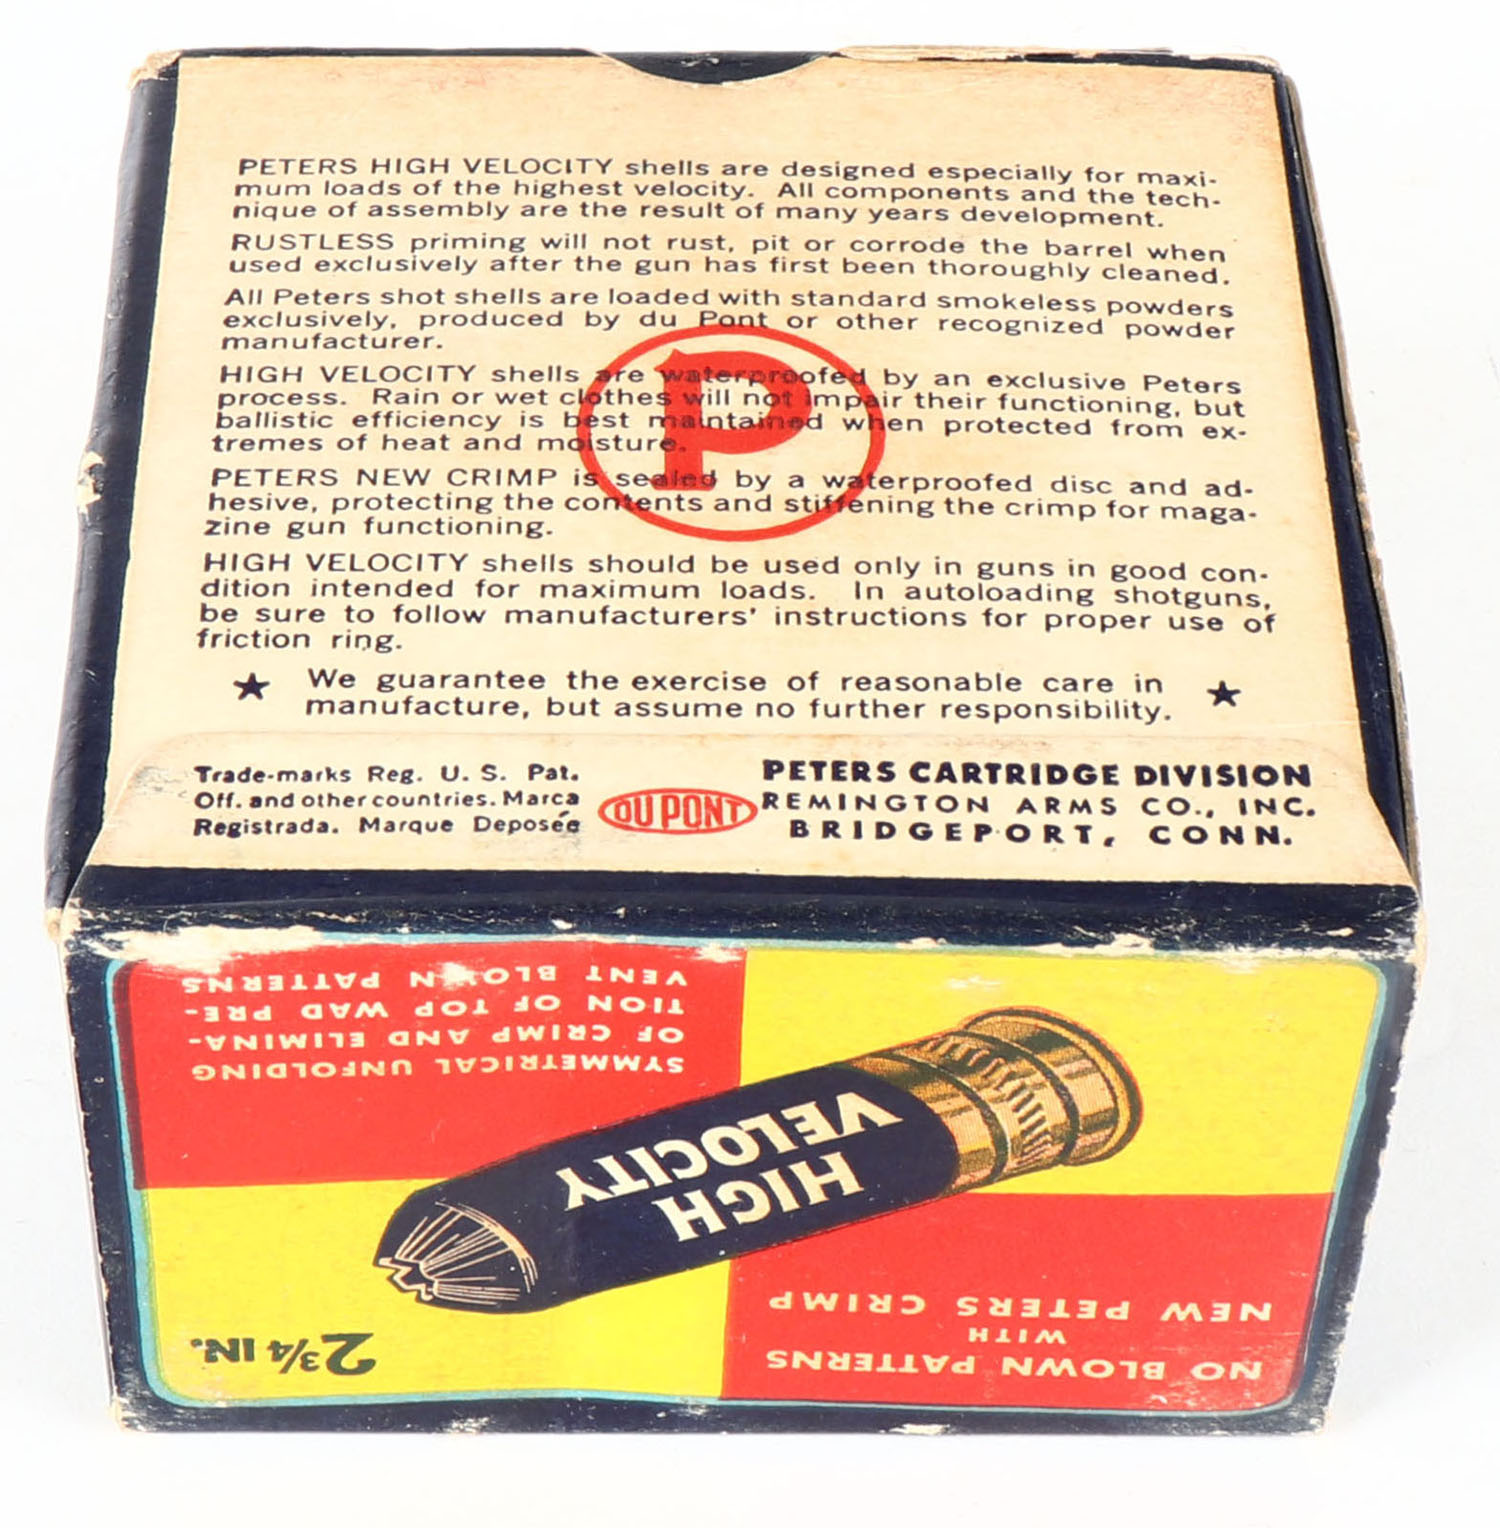 PETERS HIGH VELOCITY shells are designed especially for maxi-
mum loads of the highest velocity. All components and the tech-
nique of assembly are the result of many years development.
RUSTLESS priming will not rust, pit or corrode the barrel when
used exclusively after the gun has first been thoroughly cleaned.
All Peters shot shells are loaded with standard smokeless powders
exclusively, produced by du Pont or other recognized powder
manufacturer.
HIGH VELOCITY shells are waterproofed by an exclusive Peters
process. Rain or wet clothes will not impair their functioning, but
ballistic efficiency is best maintained when protected from ex-
tremes of heat and moisture.
PETERS NEW CRIMP is sealed by a waterproofed disc and ad-
hesive, protecting the contents and stiffening the crimp for maga-
zine gun functioning.
HIGH VELOCITY shells should be used only in guns in good con-
dition intended for maximum loads. In autoloading shotguns,
be sure to follow manufacturers' instructions for proper use of
friction ring.
★ We guarantee the exercise of reasonable care in ★
manufacture, but assume no further responsibility.
P
Trade-marks Reg. U. S. Pat.
Off. and other countries. Marca
Registrada. Marque Deposée
DU PONT
PETERS CARTRIDGE DIVISION
REMINGTON ARMS CO., INC.
BRIDGEPORT, CONN.
NO BLOWN PATTERNS
WITH
NEW PETERS CRIMP
2 3/4 IN.
HIGH
VELOCITY
SYMMETRICAL UNFOLDING
OF CRIMP AND ELIMINA-
TION OF TOP WAD PRE-
VENT BLOWN PATTERNS